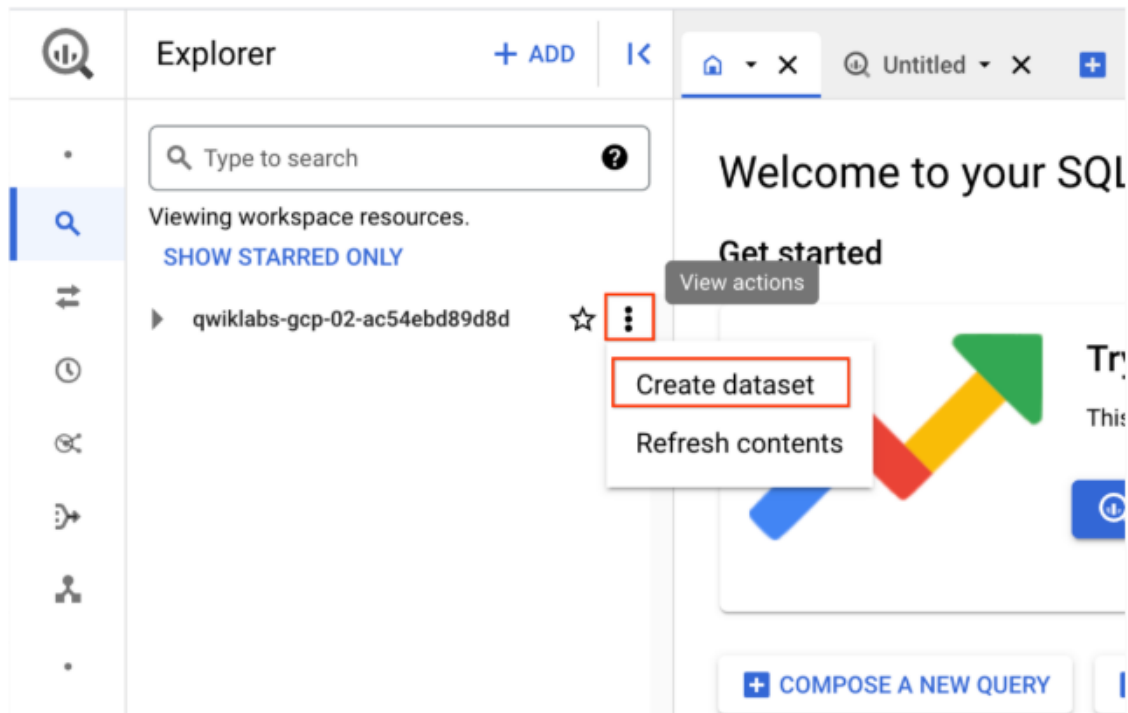 Explorer
+ ADD
Untitled
Type to search
Viewing workspace resources.
SHOW STARRED ONLY
qwiklabs-gcp-02-ac54ebd89d8d
View actions
Create dataset
Refresh contents
Welcome to your SQL
Get started
Try
This
COMPOSE A NEW QUERY